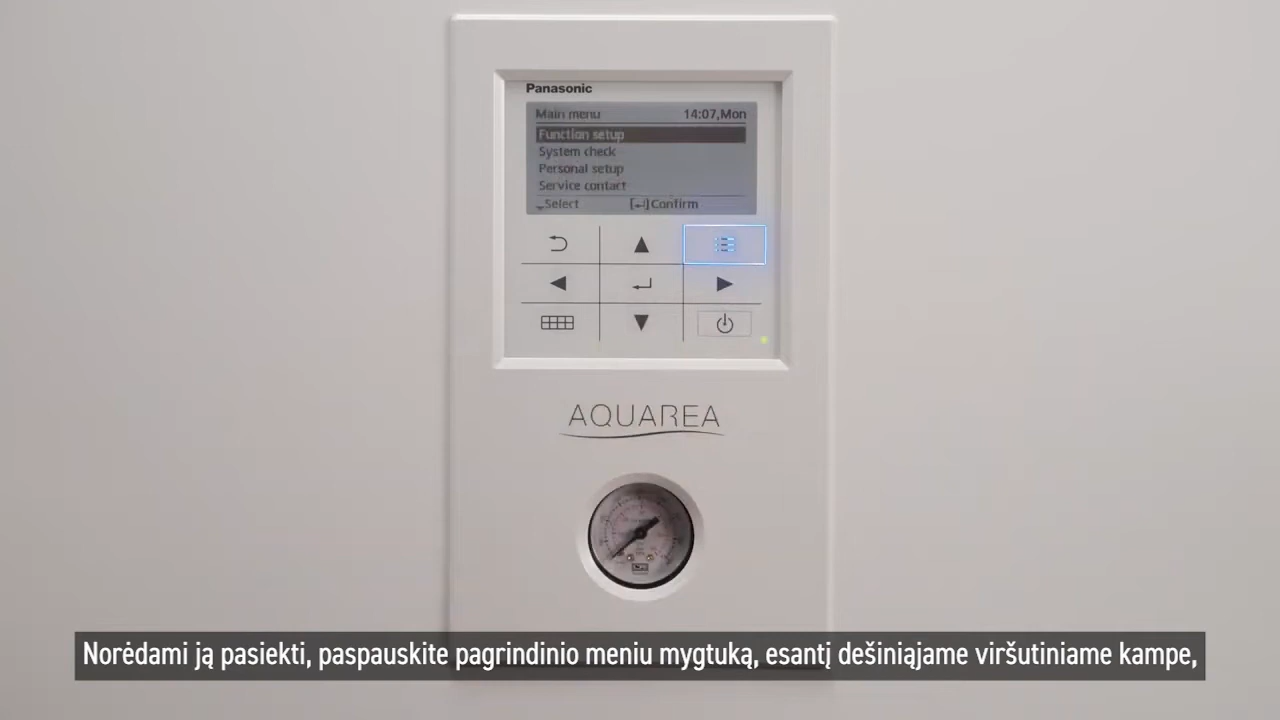 Panasonic
Main menu 14:07,Mon
Function setup
System check
Personal setup
Service contact
Select [↵]Confirm
AQUAREA
Norėdami ją pasiekti, paspauskite pagrindinio meniu mygtuką, esantį dešiniąjame viršutiniame kampe,